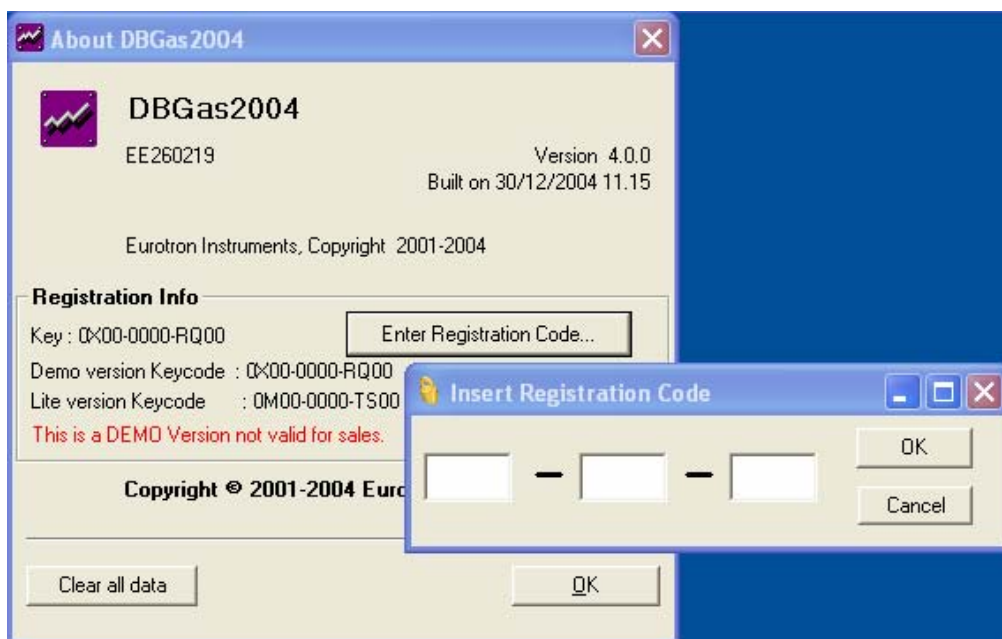 About DBGas2004
DBGas2004
EE260219
Version 4.0.0
Built on 30/12/2004 11.15
Eurotron Instruments, Copyright 2001-2004
Registration Info
Key : 0X00-0000-RQ00
Enter Registration Code...
Demo version Keycode : 0X00-0000-RQ00
Lite version Keycode : 0M00-0000-TS00
This is a DEMO Version not valid for sales.
Copyright © 2001-2004 Euro
Clear all data
OK
Insert Registration Code
OK
Cancel